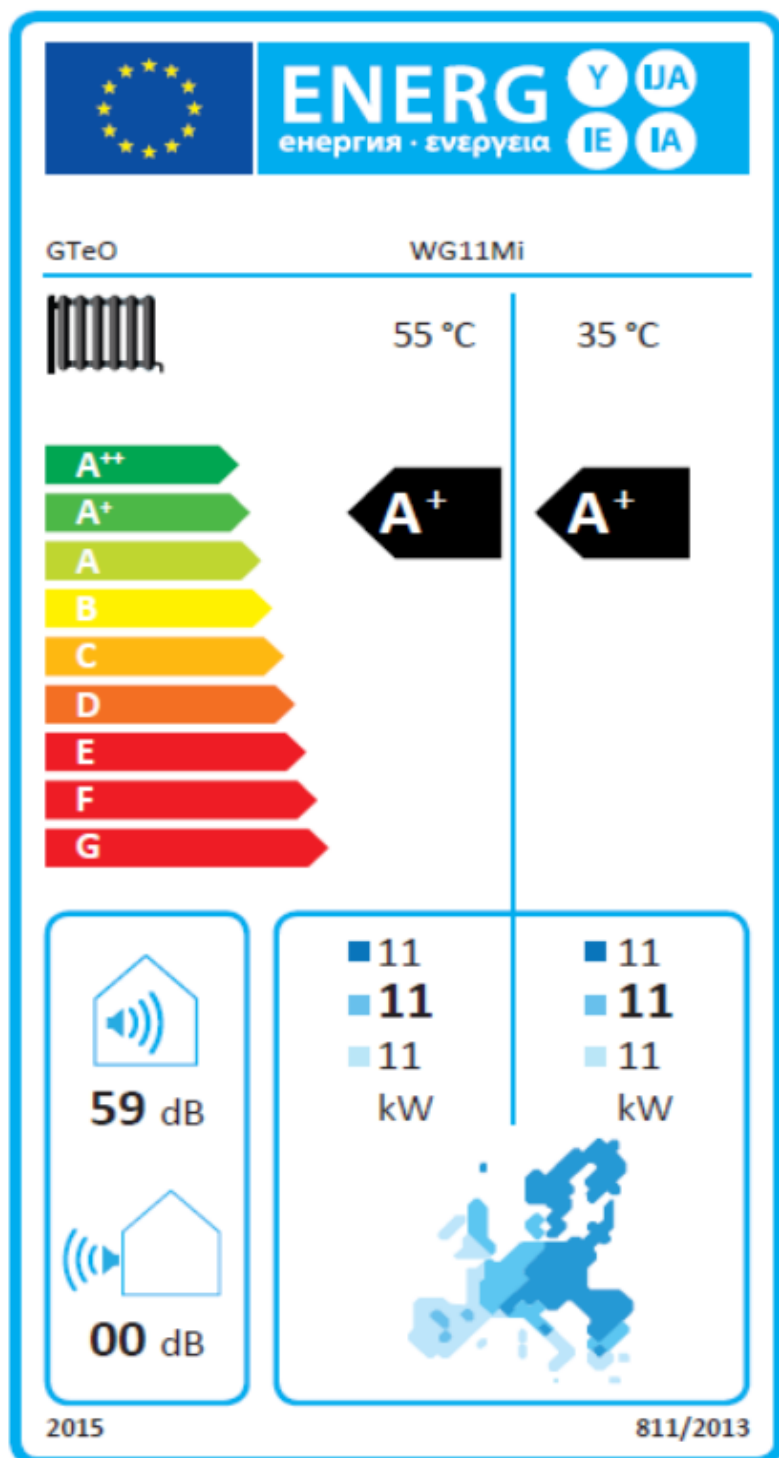 ENERG Y IJA
енергия · ενεργεια IE IA
GTeO WG11Mi
55 °C 35 °C
A++
A+ A+ A+
A
B
C
D
E
F
G
11 11
11 11
11 11
kW kW
59 dB
00 dB
2015 811/2013